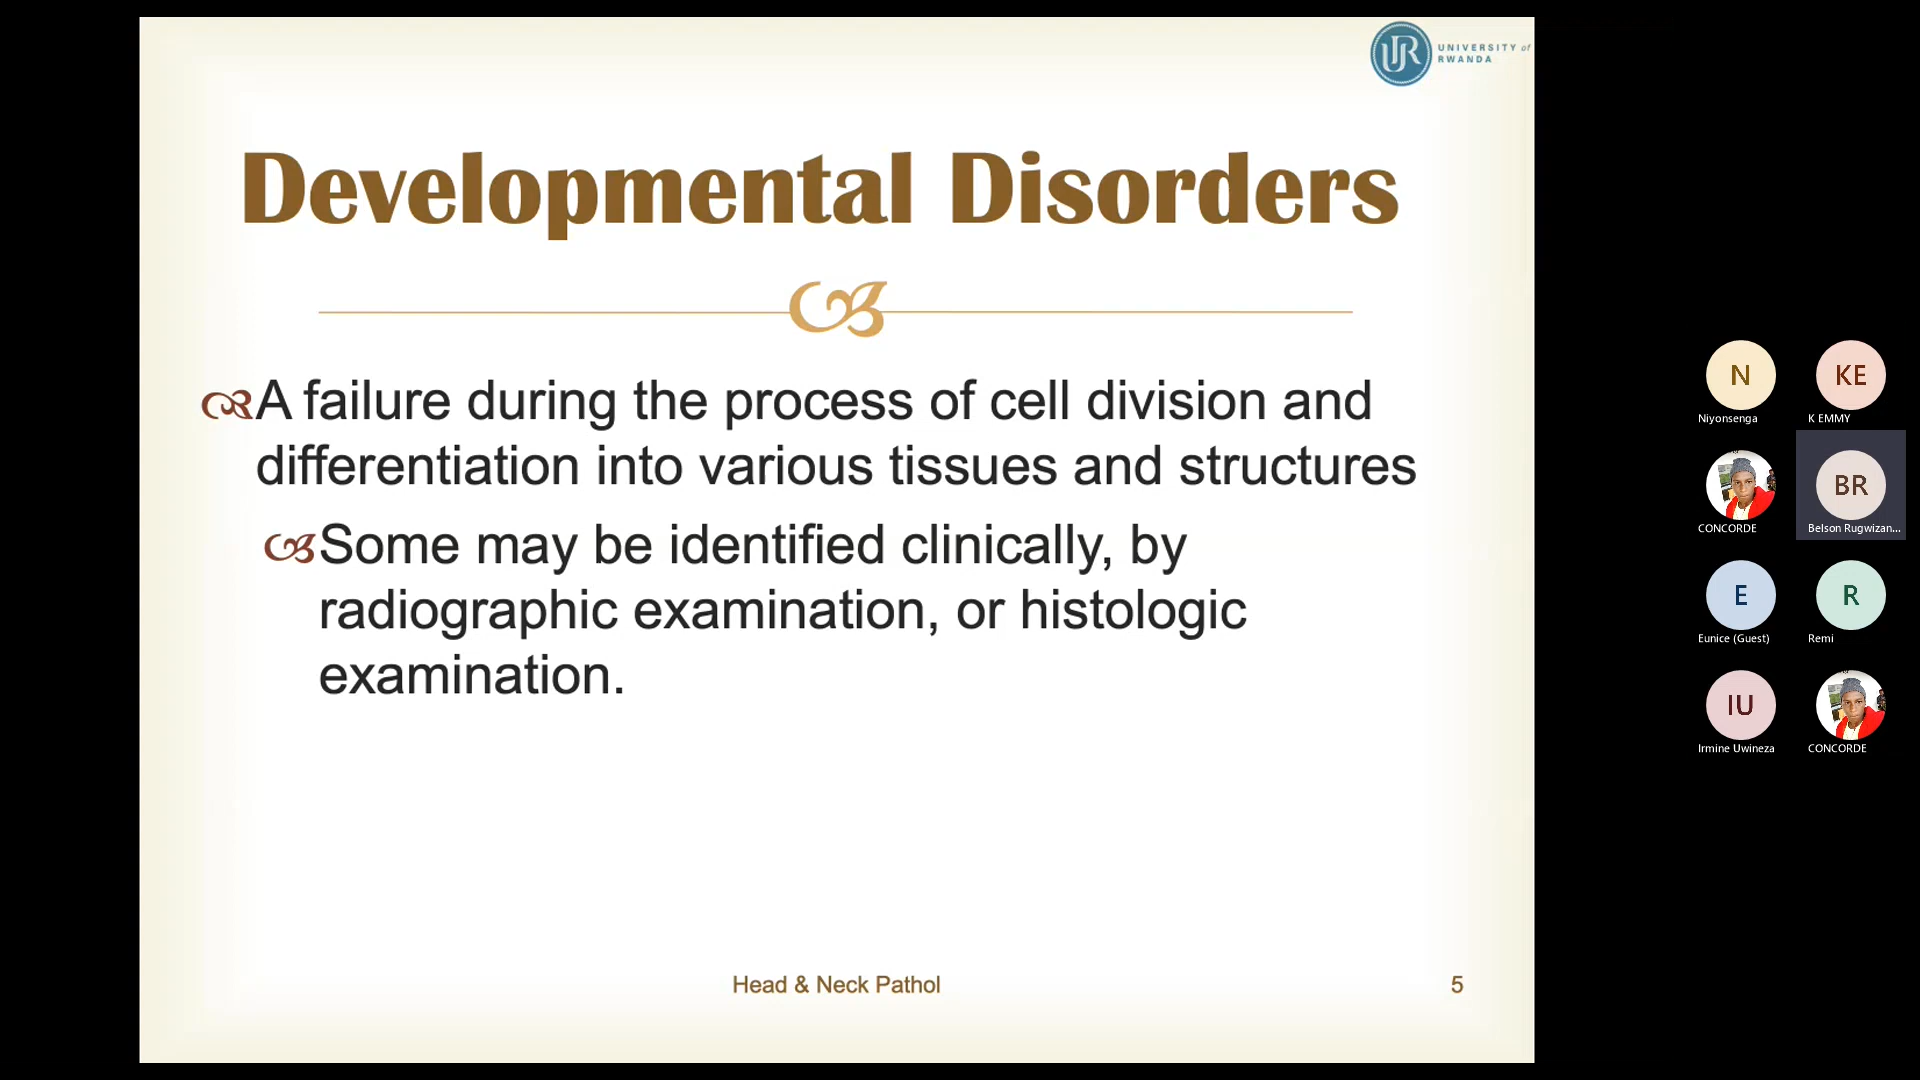 UNIVERSITY of
RWANDA
Developmental Disorders
A failure during the process of cell division and
differentiation into various tissues and structures
Some may be identified clinically, by
radiographic examination, or histologic
examination.
Head & Neck Pathol
5
N
Niyonsenga
KE
K EMMY
CONCORDE
BR
Belson Rugwizan...
E
Eunice (Guest)
R
Remi
IU
Irmine Uwineza
CONCORDE